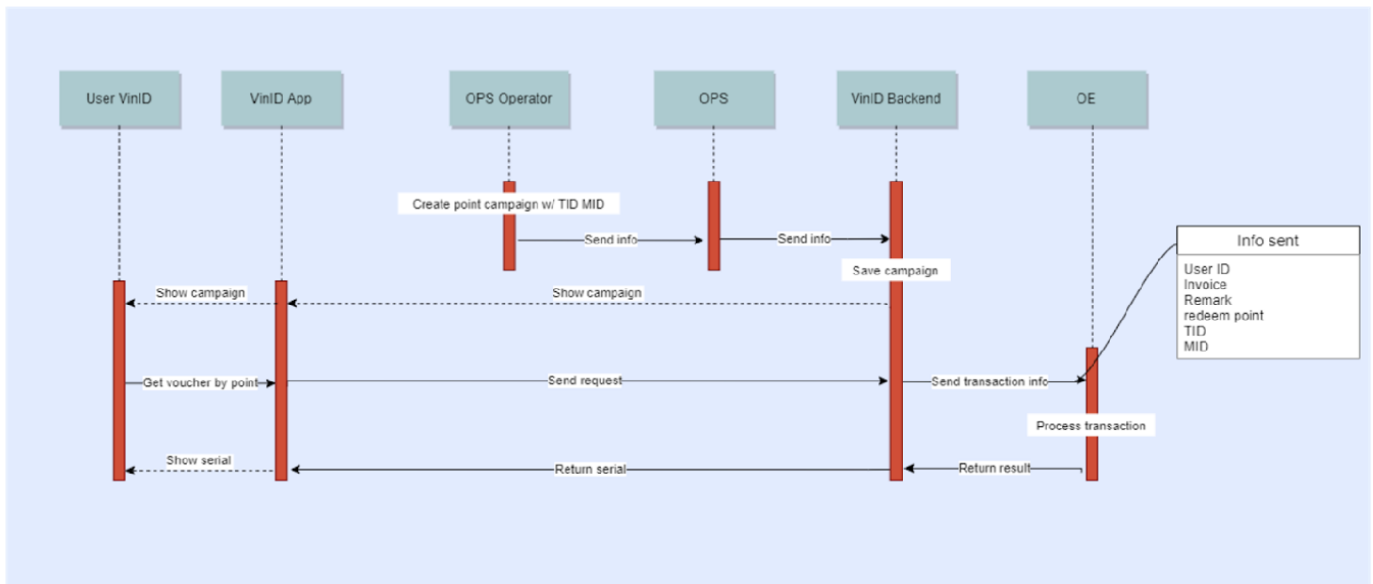 User VinID
VinID App
OPS Operator
OPS
VinID Backend
OE
Create point campaign w/ TID MID
Send info
Send info
Info sent
User ID
Invoice
Remark
redeem point
TID
MID
Save campaign
Show campaign
Show campaign
Get voucher by point
Send request
Send transaction info
Process transaction
Show serial
Return serial
Return result